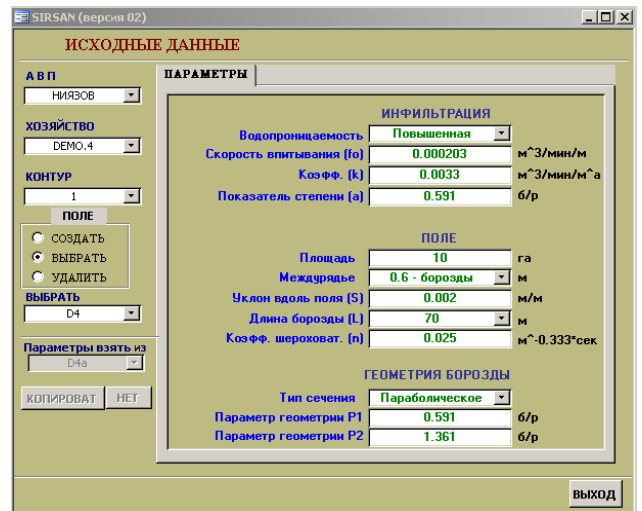 SIRSAN (версия 02)
ИСХОДНЫЕ ДАННЫЕ
А В П
НИЯЗОВ
ХОЗЯЙСТВО
DEMO.4
КОНТУР
1
ПОЛЕ
СОЗДАТЬ
ВЫБРАТЬ
УДАЛИТЬ
ВЫБРАТЬ
D4
Параметры взять из
D4a
КОПИРОВАТ НЕТ
ПАРАМЕТРЫ
ИНФИЛЬТРАЦИЯ
Водопроницаемость Повышенная
Скорость впитывания (fo) 0.000203 м^3/мин/м
Коэфф. (k) 0.0033 м^3/мин/м^a
Показатель степени (a) 0.591 б/р
ПОЛЕ
Площадь 10 га
Междурядье 0.6 - борозды м
Уклон вдоль поля (S) 0.002 м/м
Длина борозды (L) 70 м
Коэфф. шероховат. (n) 0.025 м^-0.333*сек
ГЕОМЕТРИЯ БОРОЗДЫ
Тип сечения Параболическое
Параметр геометрии P1 0.591 б/р
Параметр геометрии P2 1.361 б/р
ВЫХОД